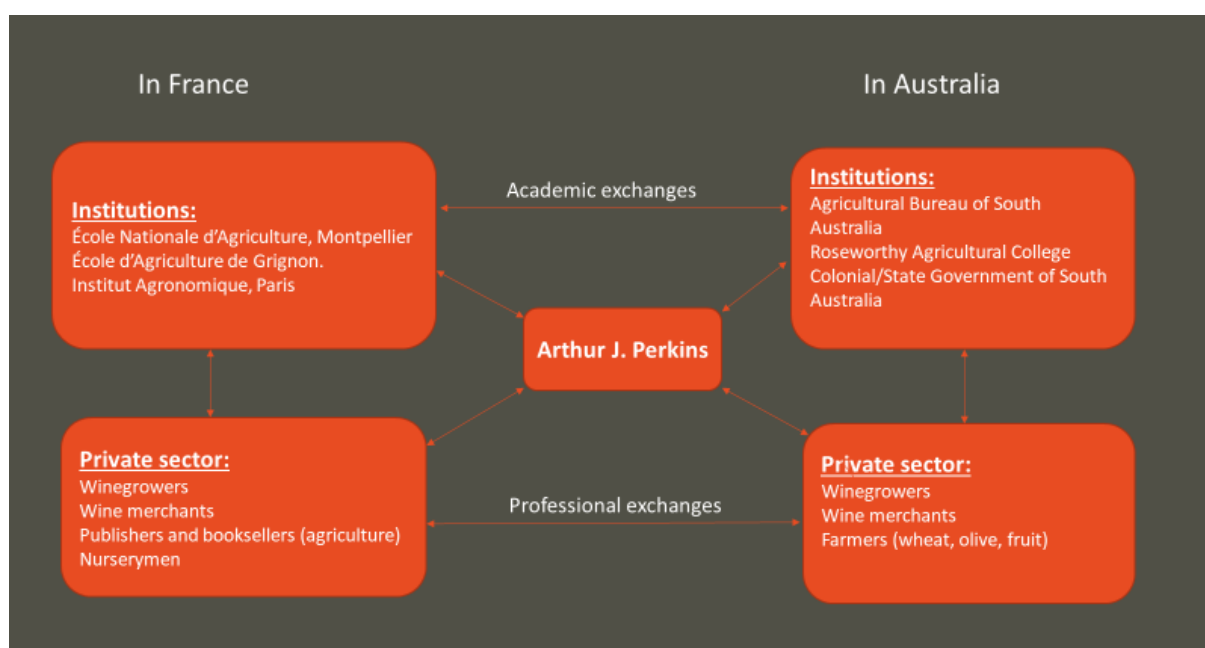 In France
In Australia
Institutions:
École Nationale d’Agriculture, Montpellier
École d’Agriculture de Grignon.
Institut Agronomique, Paris
Academic exchanges
Institutions:
Agricultural Bureau of South
Australia
Roseworthy Agricultural College
Colonial/State Government of South
Australia
Arthur J. Perkins
Private sector:
Winegrowers
Wine merchants
Publishers and booksellers (agriculture)
Nurserymen
Professional exchanges
Private sector:
Winegrowers
Wine merchants
Farmers (wheat, olive, fruit)